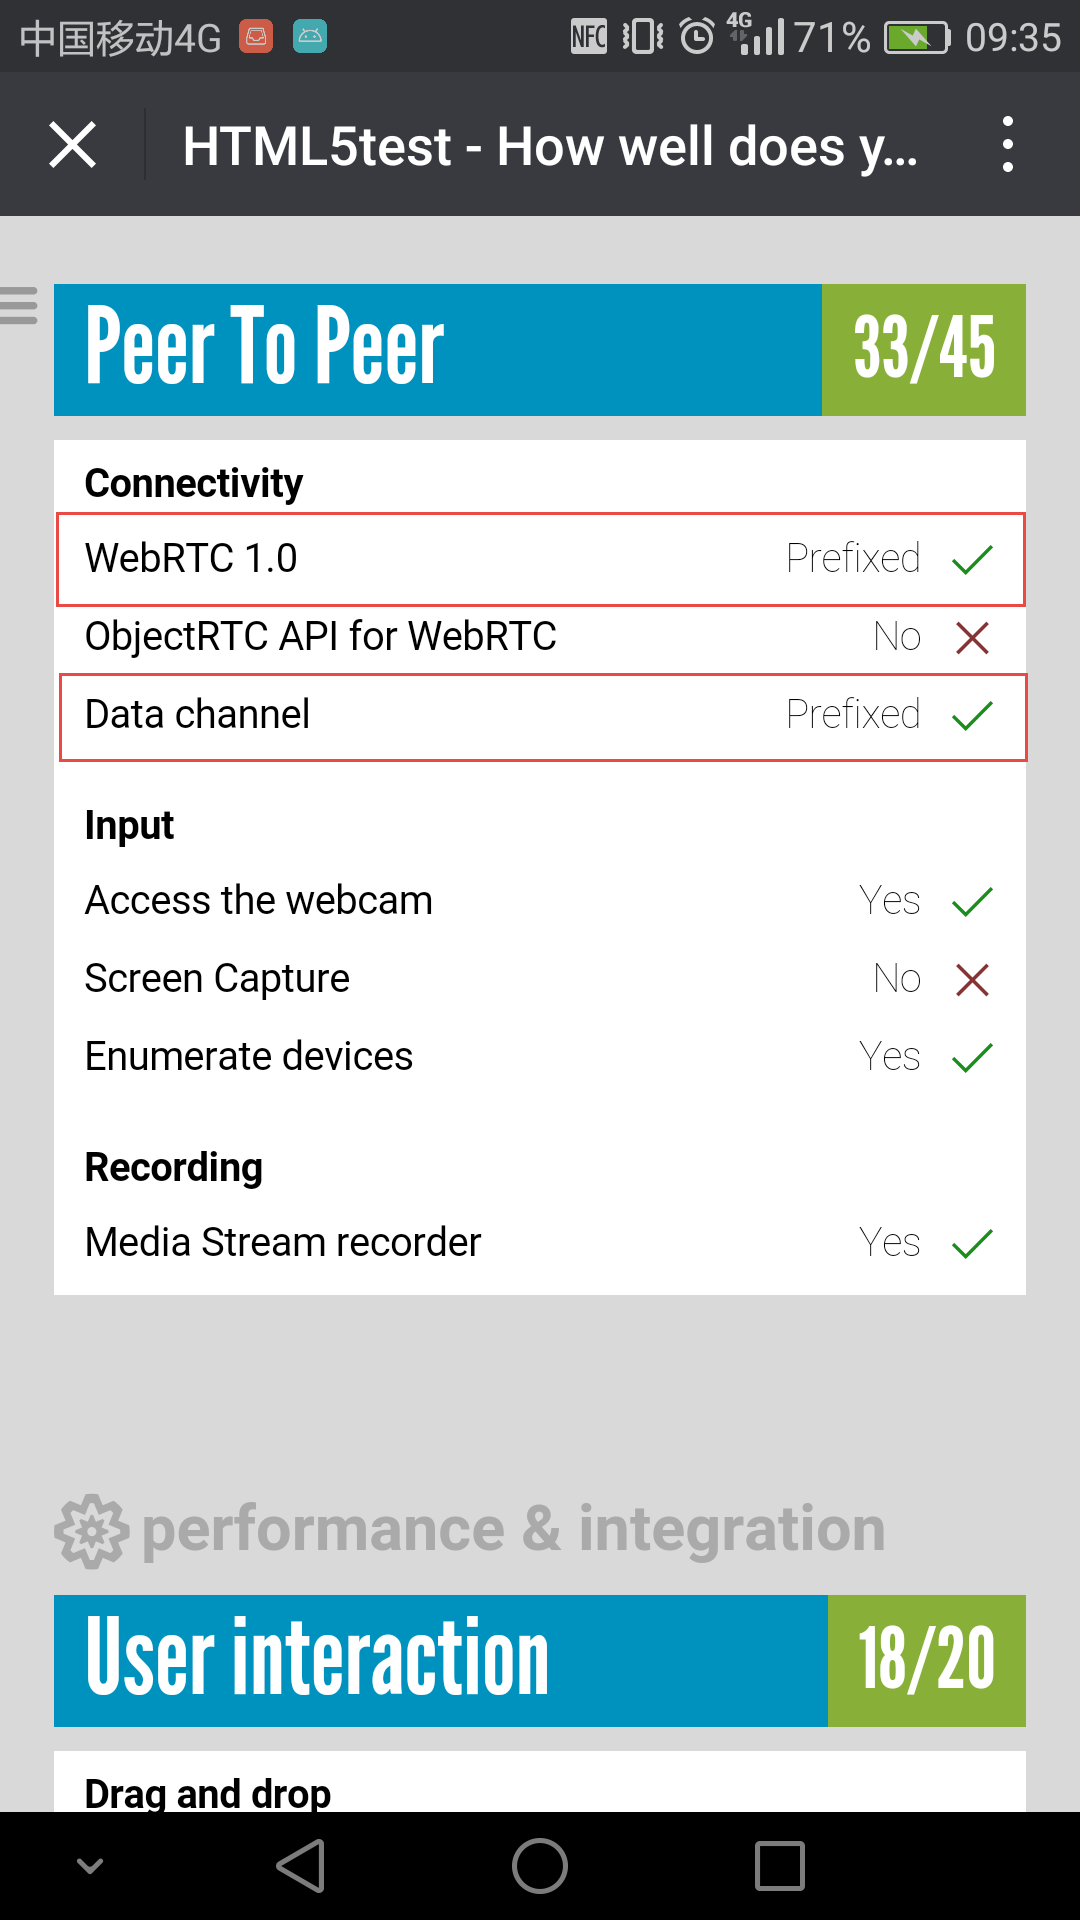 中国移动4G NFC 4G 71% 09:35
HTML5test - How well does y...
Peer To Peer 33/45
Connectivity
WebRTC 1.0 Prefixed
ObjectRTC API for WebRTC No
Data channel Prefixed
Input
Access the webcam Yes
Screen Capture No
Enumerate devices Yes
Recording
Media Stream recorder Yes
performance & integration
User interaction 18/20
Drag and drop